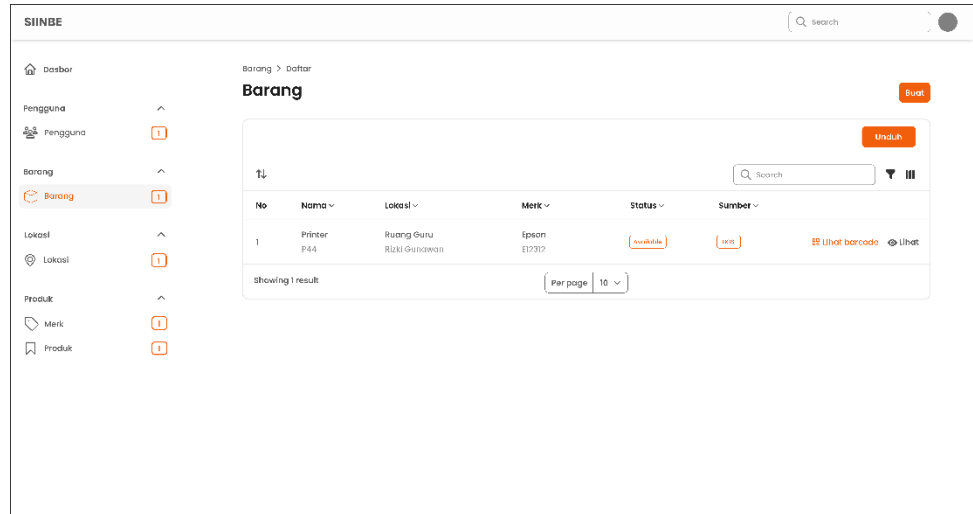 SIINBE
Search
Dasbor
Pengguna
Pengguna 1
Barang
Barang 1
Lokasi
Lokasi 1
Produk
Merk 1
Produk 1
Barang > Daftar
Barang
Buat
Unduh
Search
No Nama Lokasi Merk Status Sumber
1 Printer Ruang Guru Epson Available BOS Lihat barcode Lihat
P44 Rizki Gunawan E12312
Showing 1 result
Per page 10